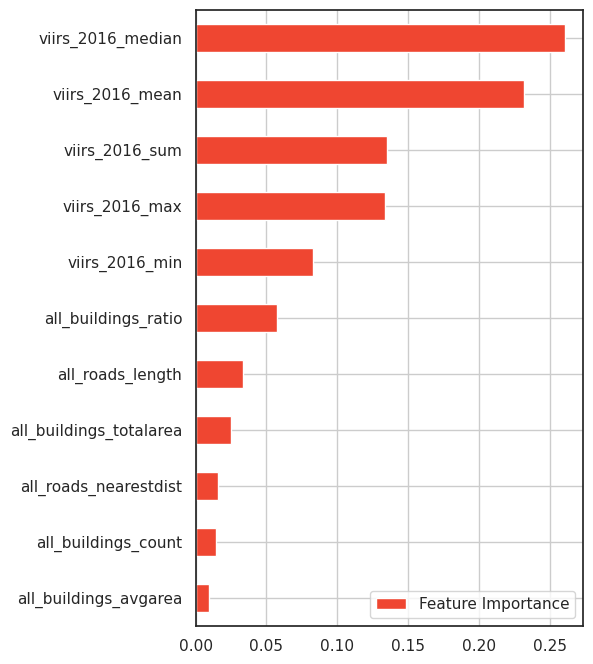 viirs_2016_median
viirs_2016_mean
viirs_2016_sum
viirs_2016_max
viirs_2016_min
all_buildings_ratio
all_roads_length
all_buildings_totalarea
all_roads_nearestdist
all_buildings_count
all_buildings_avgarea
Feature Importance
0.00 0.05 0.10 0.15 0.20 0.25